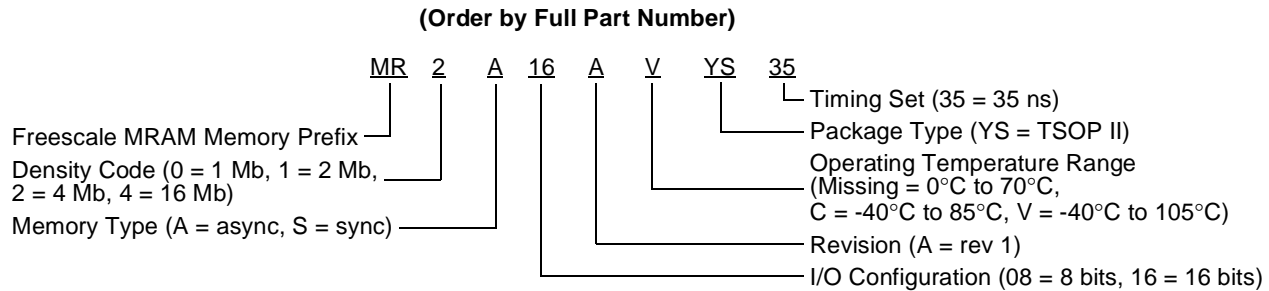 (Order by Full Part Number)
MR 2 A 16 A V YS 35
Timing Set (35 = 35 ns)
Freescale MRAM Memory Prefix
Package Type (YS = TSOP II)
Density Code (0 = 1 Mb, 1 = 2 Mb,
2 = 4 Mb, 4 = 16 Mb)
Operating Temperature Range
(Missing = 0°C to 70°C,
C = -40°C to 85°C, V = -40°C to 105°C)
Memory Type (A = async, S = sync)
Revision (A = rev 1)
I/O Configuration (08 = 8 bits, 16 = 16 bits)